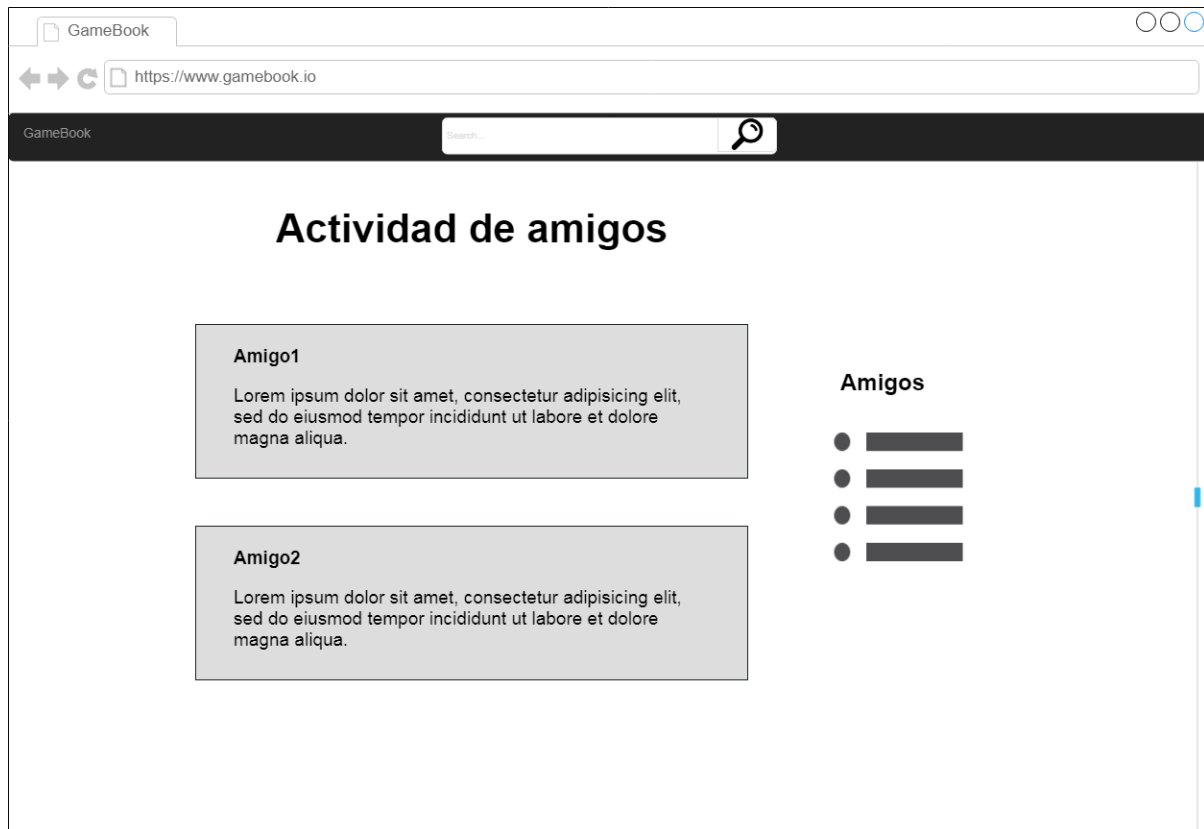 GameBook
https://www.gamebook.io
GameBook
Search...
Actividad de amigos
Amigo1
Lorem ipsum dolor sit amet, consectetur adipisicing elit,
sed do eiusmod tempor incididunt ut labore et dolore
magna aliqua.
Amigos
Amigo2
Lorem ipsum dolor sit amet, consectetur adipisicing elit,
sed do eiusmod tempor incididunt ut labore et dolore
magna aliqua.